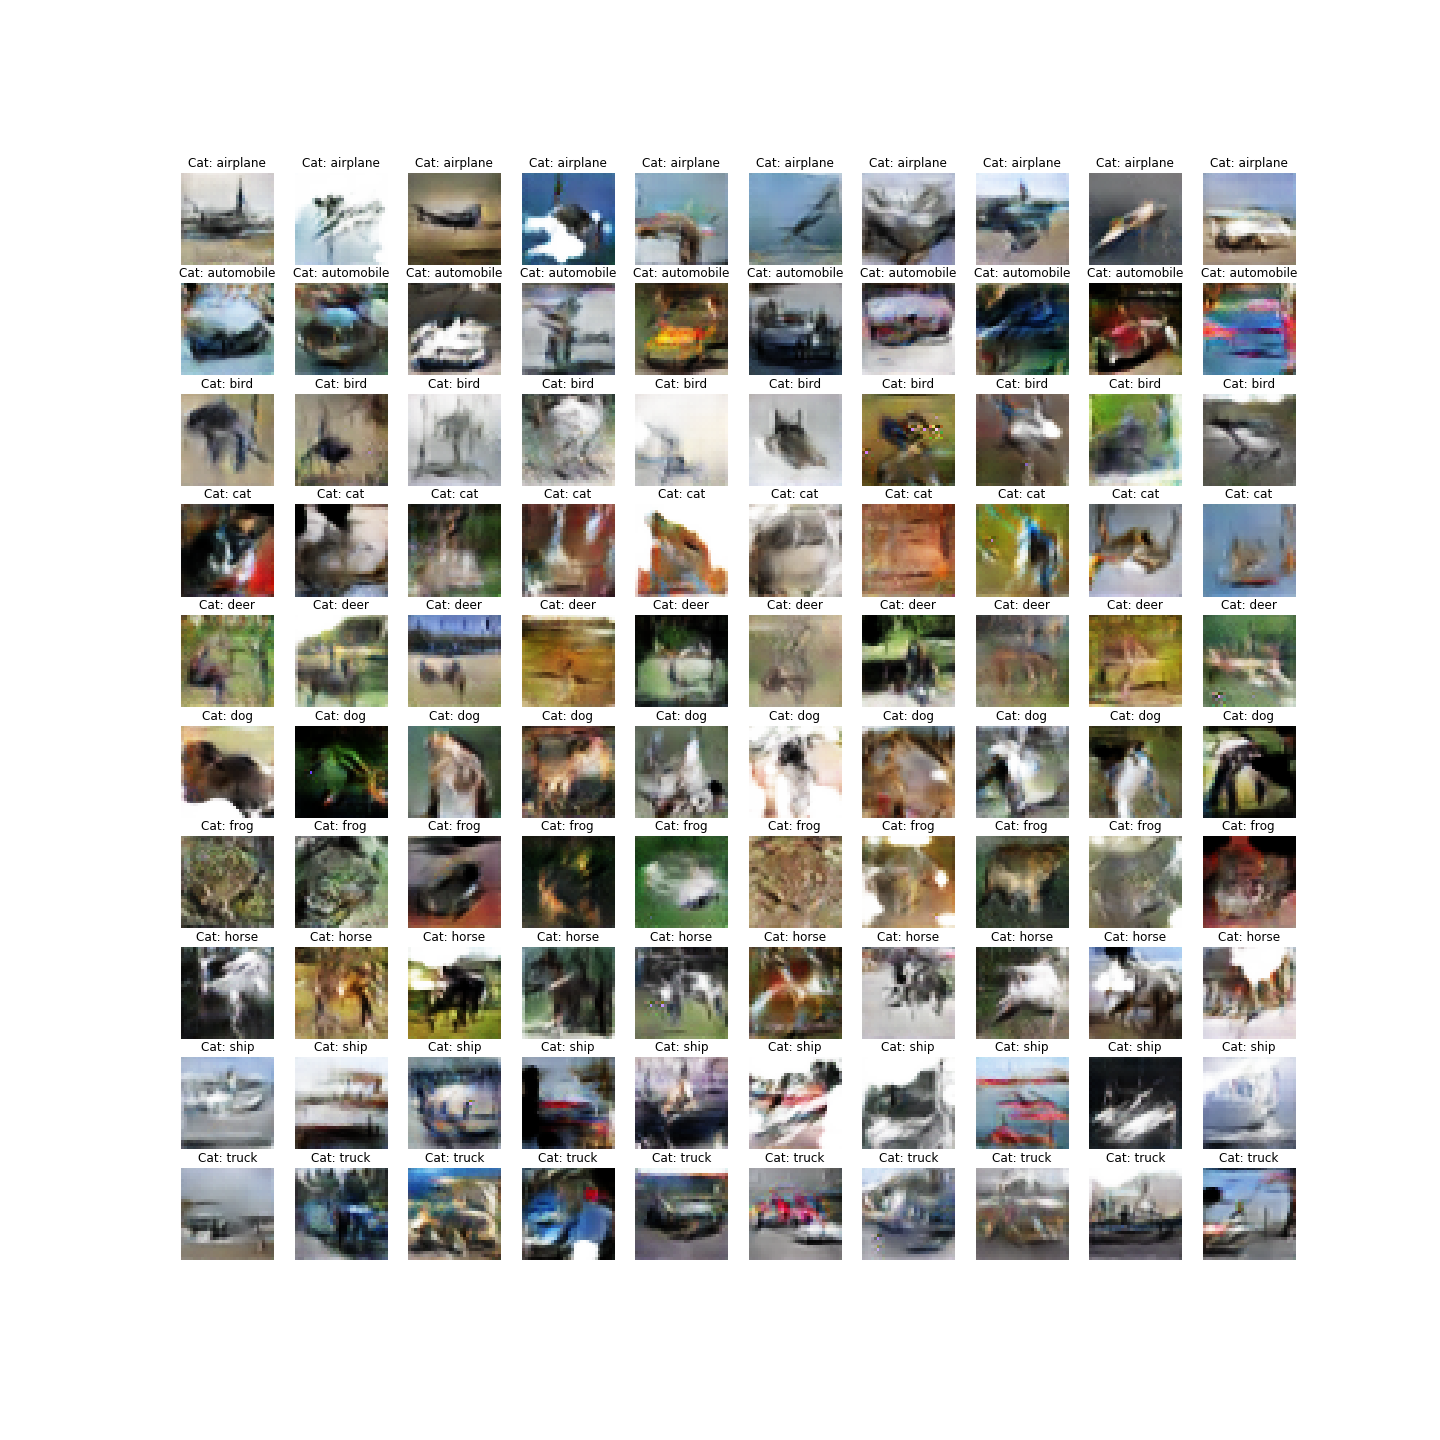 Cat: airplane Cat: airplane Cat: airplane Cat: airplane Cat: airplane Cat: airplane Cat: airplane Cat: airplane Cat: airplane Cat: airplane
Cat: automobile Cat: automobile Cat: automobile Cat: automobile Cat: automobile Cat: automobile Cat: automobile Cat: automobile Cat: automobile Cat: automobile
Cat: bird Cat: bird Cat: bird Cat: bird Cat: bird Cat: bird Cat: bird Cat: bird Cat: bird Cat: bird
Cat: cat Cat: cat Cat: cat Cat: cat Cat: cat Cat: cat Cat: cat Cat: cat Cat: cat Cat: cat
Cat: deer Cat: deer Cat: deer Cat: deer Cat: deer Cat: deer Cat: deer Cat: deer Cat: deer Cat: deer
Cat: dog Cat: dog Cat: dog Cat: dog Cat: dog Cat: dog Cat: dog Cat: dog Cat: dog Cat: dog
Cat: frog Cat: frog Cat: frog Cat: frog Cat: frog Cat: frog Cat: frog Cat: frog Cat: frog Cat: frog
Cat: horse Cat: horse Cat: horse Cat: horse Cat: horse Cat: horse Cat: horse Cat: horse Cat: horse Cat: horse
Cat: ship Cat: ship Cat: ship Cat: ship Cat: ship Cat: ship Cat: ship Cat: ship Cat: ship Cat: ship
Cat: truck Cat: truck Cat: truck Cat: truck Cat: truck Cat: truck Cat: truck Cat: truck Cat: truck Cat: truck